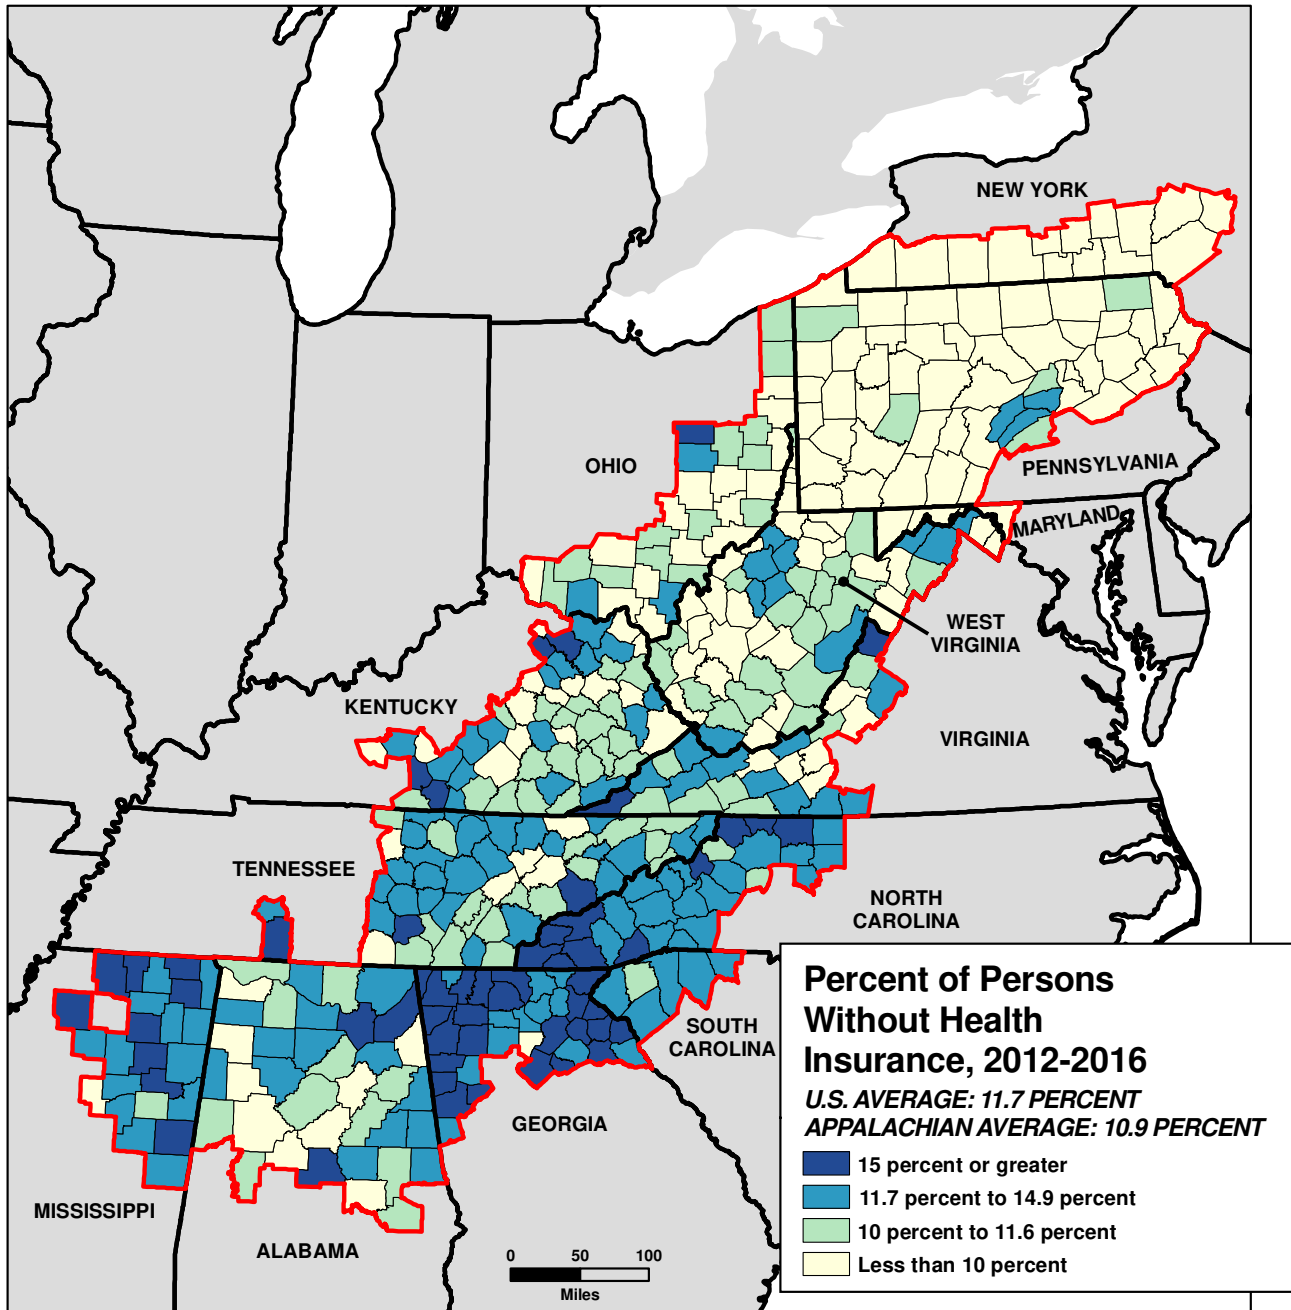 NEW YORK
OHIO
PENNSYLVANIA
MARYLAND
WEST
VIRGINIA
KENTUCKY
VIRGINIA
TENNESSEE
NORTH
CAROLINA
SOUTH
CAROLINA
GEORGIA
MISSISSIPPI
ALABAMA
0 50 100
Miles
Percent of Persons
Without Health
Insurance, 2012-2016
U.S. AVERAGE: 11.7 PERCENT
APPALACHIAN AVERAGE: 10.9 PERCENT
15 percent or greater
11.7 percent to 14.9 percent
10 percent to 11.6 percent
Less than 10 percent